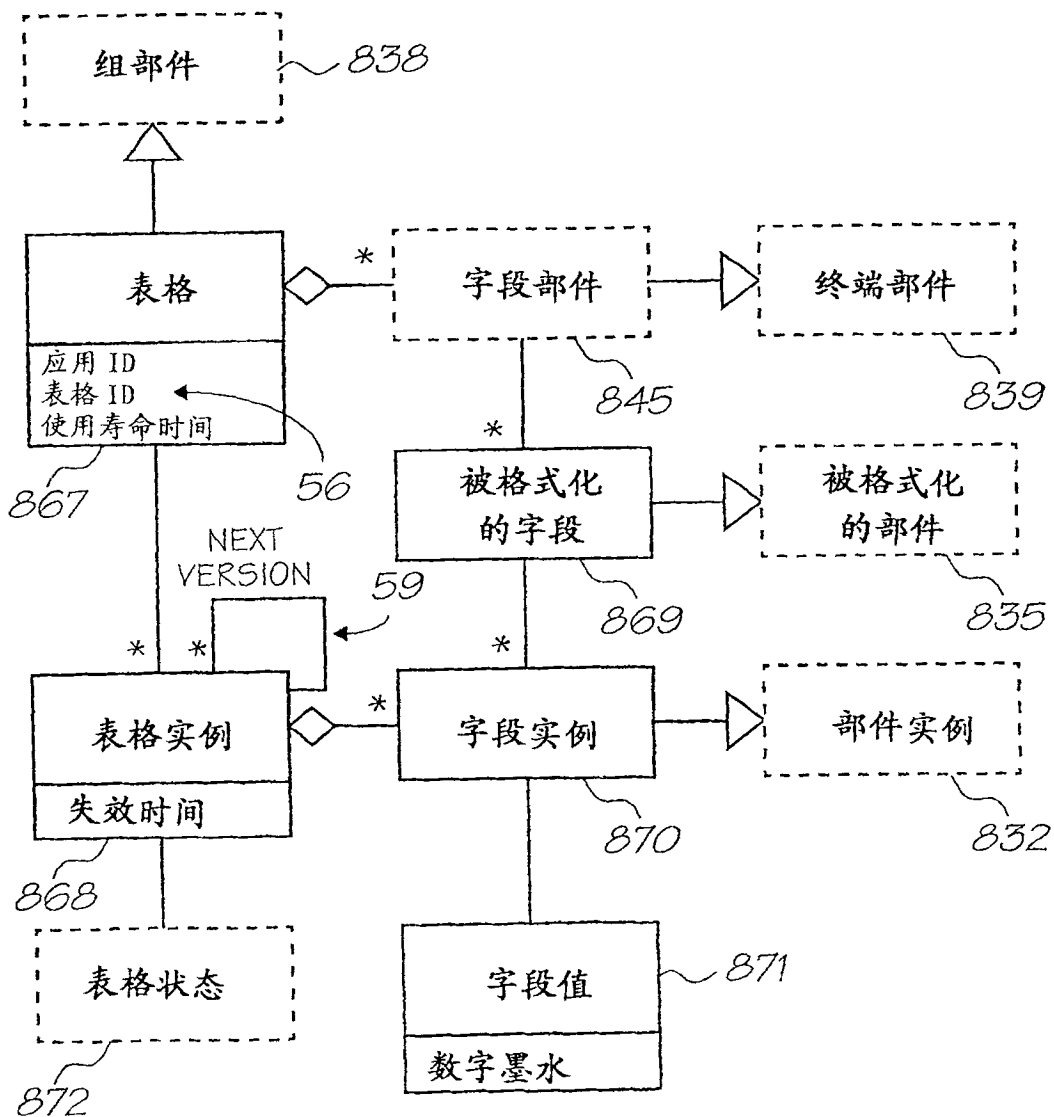 组部件
838
表格
*
字段部件
终端部件
应用 ID
表格 ID
使用寿命时间
845
839
867
56
*
被格式化
的字段
被格式化
的部件
NEXT
VERSION
59
869
835
*
*
*
表格实例
*
字段实例
部件实例
失效时间
870
832
868
表格状态
字段值
871
872
数字墨水